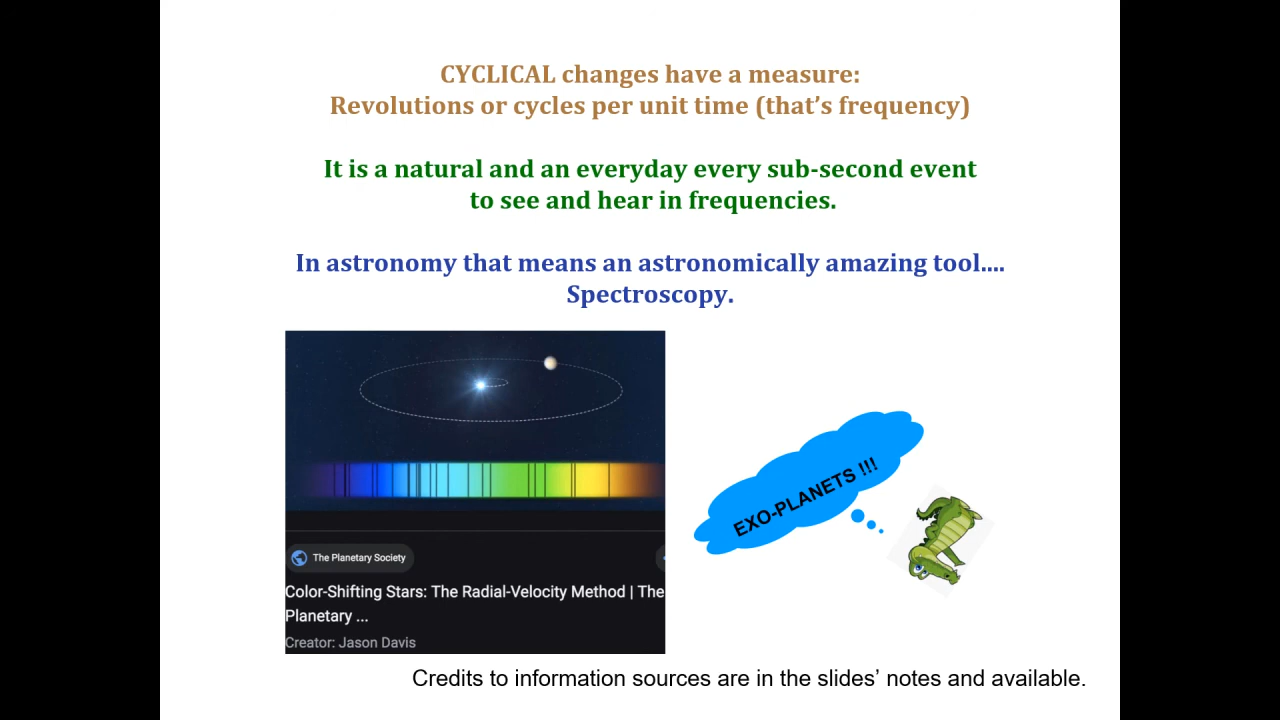 CYCLICAL changes have a measure:
Revolutions or cycles per unit time (that’s frequency)
It is a natural and an everyday every sub-second event
to see and hear in frequencies.
In astronomy that means an astronomically amazing tool....
Spectroscopy.
EXO-PLANETS !!!
The Planetary Society
Color-Shifting Stars: The Radial-Velocity Method | The
Planetary ...
Creator: Jason Davis
Credits to information sources are in the slides’ notes and available.